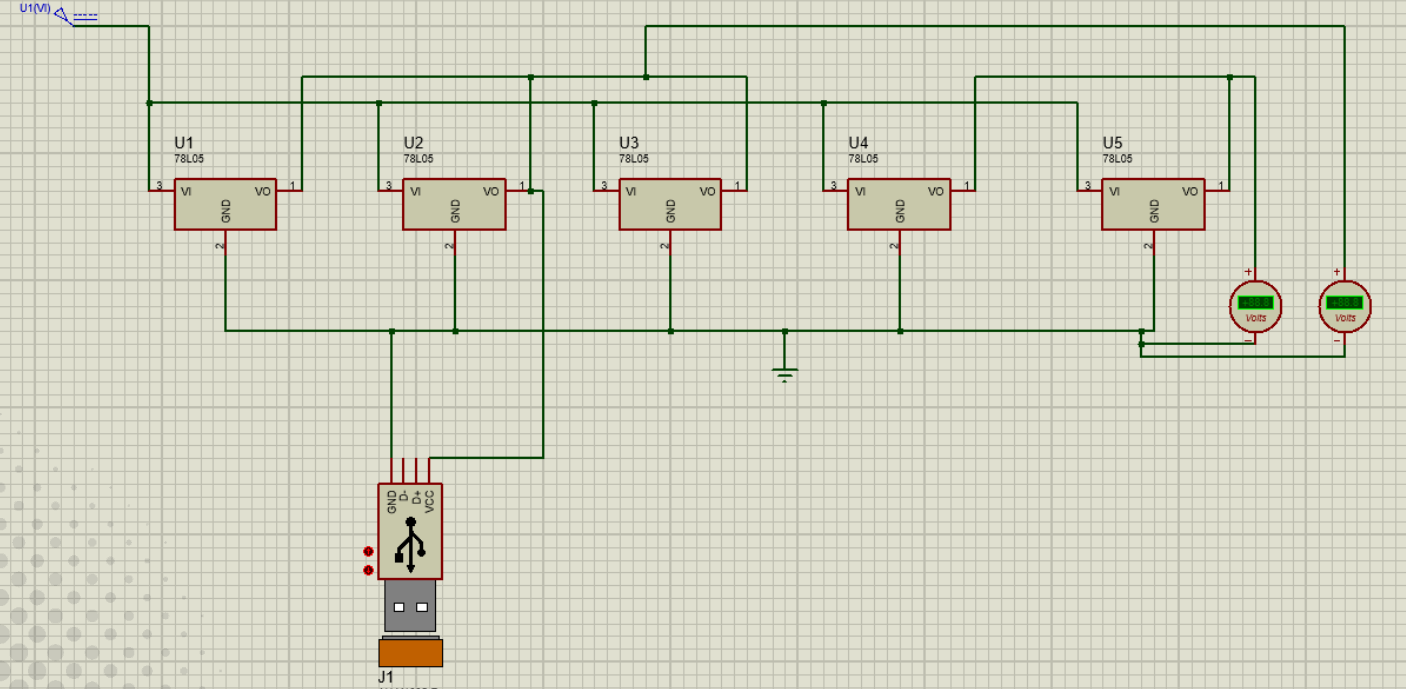 U1(VI)
U1
78L05
3
VI
VO
1
GND
2
U2
78L05
3
VI
VO
1
GND
2
U3
78L05
3
VI
VO
1
GND
2
U4
78L05
3
VI
VO
1
GND
2
U5
78L05
3
VI
VO
1
GND
2
+
Volts
−
+
Volts
−
GND
D-
D+
VCC
J1